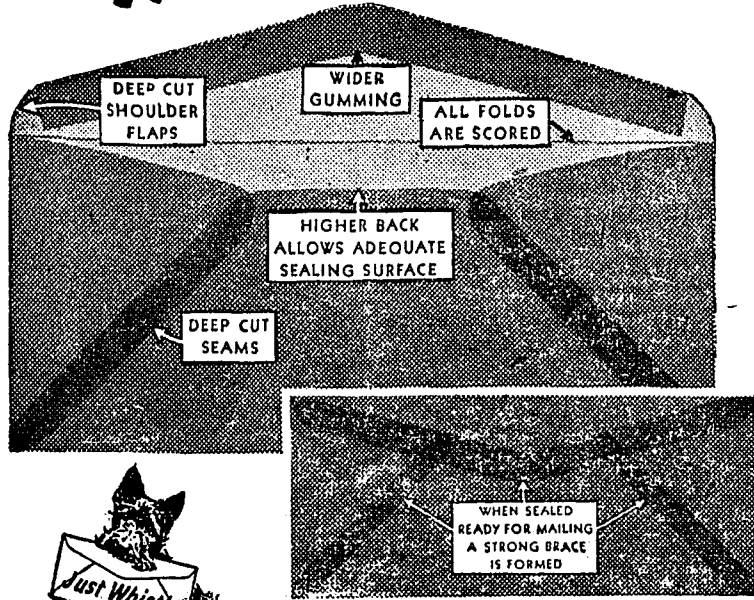 DEEP CUT
SHOULDER
FLAPS
WIDER
GUMMING
ALL FOLDS
ARE SCORED
HIGHER BACK
ALLOWS ADEQUATE
SEALING SURFACE
DEEP CUT
SEAMS
WHEN SEALED
READY FOR MAILING
A STRONG BRACE
IS FORMED
Just